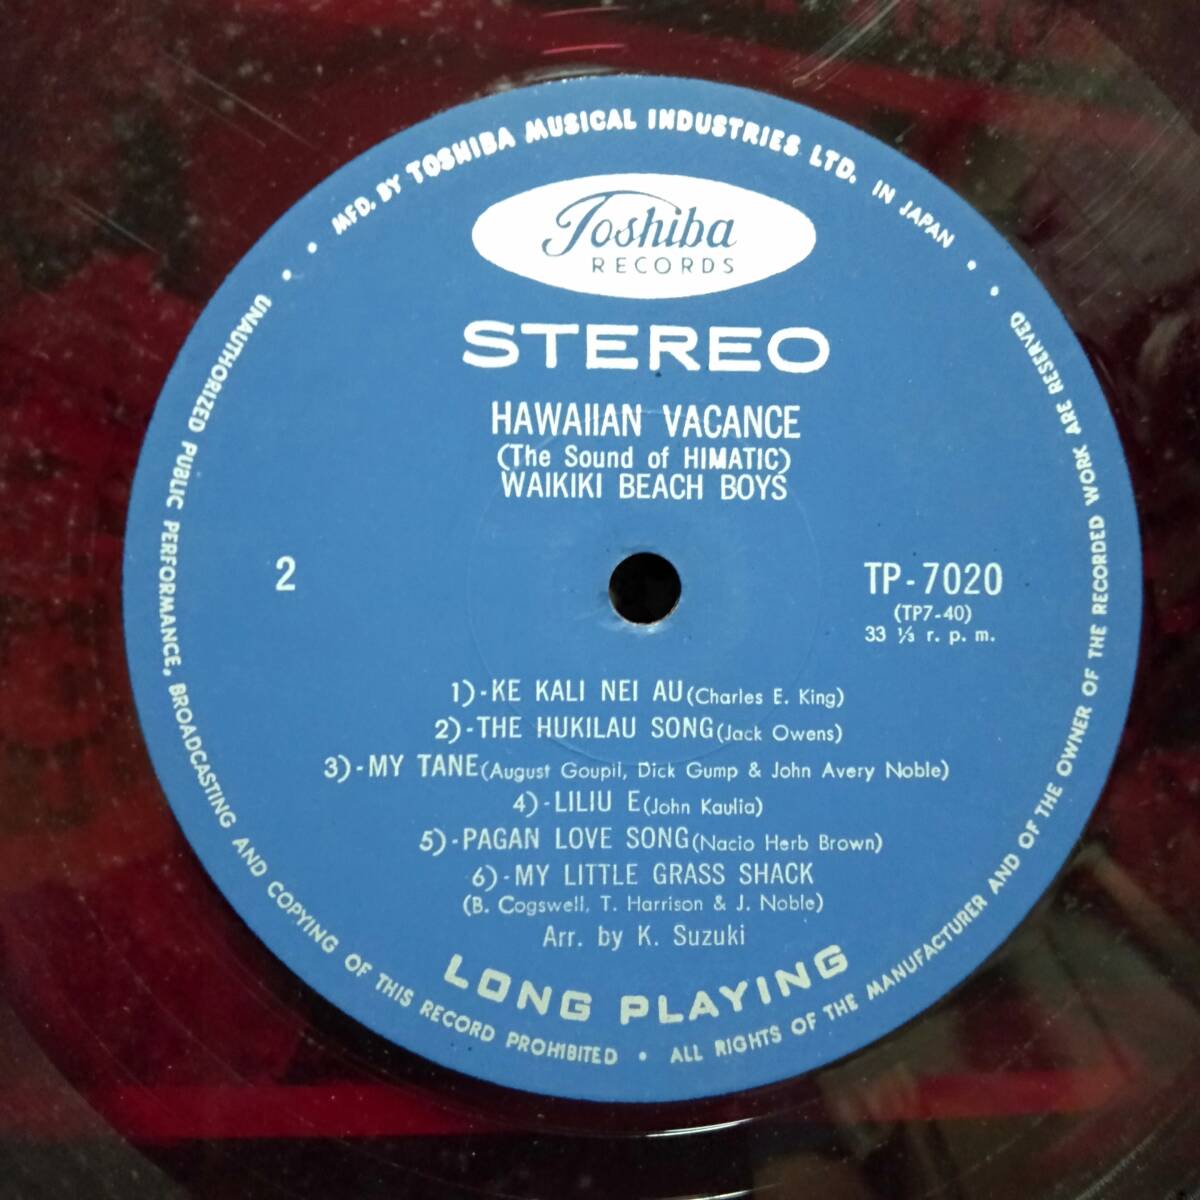 MFD. BY TOSHIBA MUSICAL INDUSTRIES LTD. IN JAPAN
Toshiba
RECORDS
STEREO
HAWAIIAN VACANCE
(The Sound of HIMATIC)
WAIKIKI BEACH BOYS
2
TP-7020
(TP7-40)
33 ⅓ r. p. m.
1)-KE KALI NEI AU(Charles E. King)
2)-THE HUKILAU SONG(Jack Owens)
3)-MY TANE(August Goupil, Dick Gump & John Avery Noble)
4)-LILIU E(John Kaulia)
5)-PAGAN LOVE SONG(Nacio Herb Brown)
6)-MY LITTLE GRASS SHACK
(B. Cogswell, T. Harrison & J. Noble)
Arr. by K. Suzuki
LONG PLAYING
UNAUTHORIZED PUBLIC PERFORMANCE, BROADCASTING AND COPYING OF THIS RECORD PROHIBITED • ALL RIGHTS OF THE MANUFACTURER AND OF THE OWNER OF THE RECORDED WORK ARE RESERVED